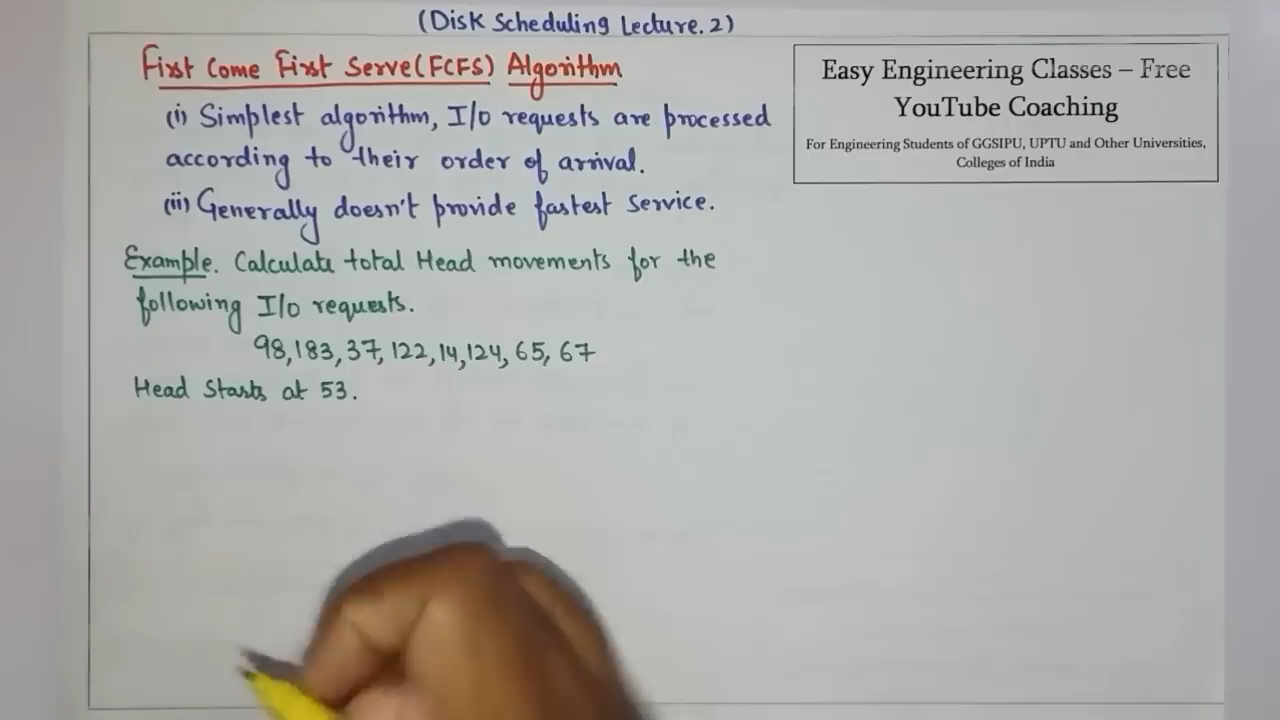 (Disk Scheduling Lecture.2)
First Come First Serve(FCFS) Algorithm
(i) Simplest algorithm, I/o requests are processed
according to their order of arrival.
(ii) Generally doesn't provide fastest service.
Example. Calculate total Head movements for the
following I/o requests.
98,183,37,122,14,124,65,67
Head Starts at 53.
Easy Engineering Classes – Free
YouTube Coaching
For Engineering Students of GGSIPU, UPTU and Other Universities,
Colleges of India